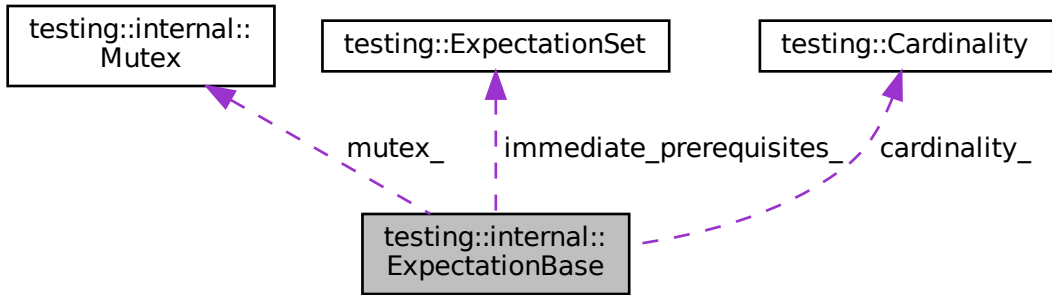 testing::internal::
Mutex
testing::ExpectationSet
testing::Cardinality
mutex_
immediate_prerequisites_
cardinality_
testing::internal::
ExpectationBase